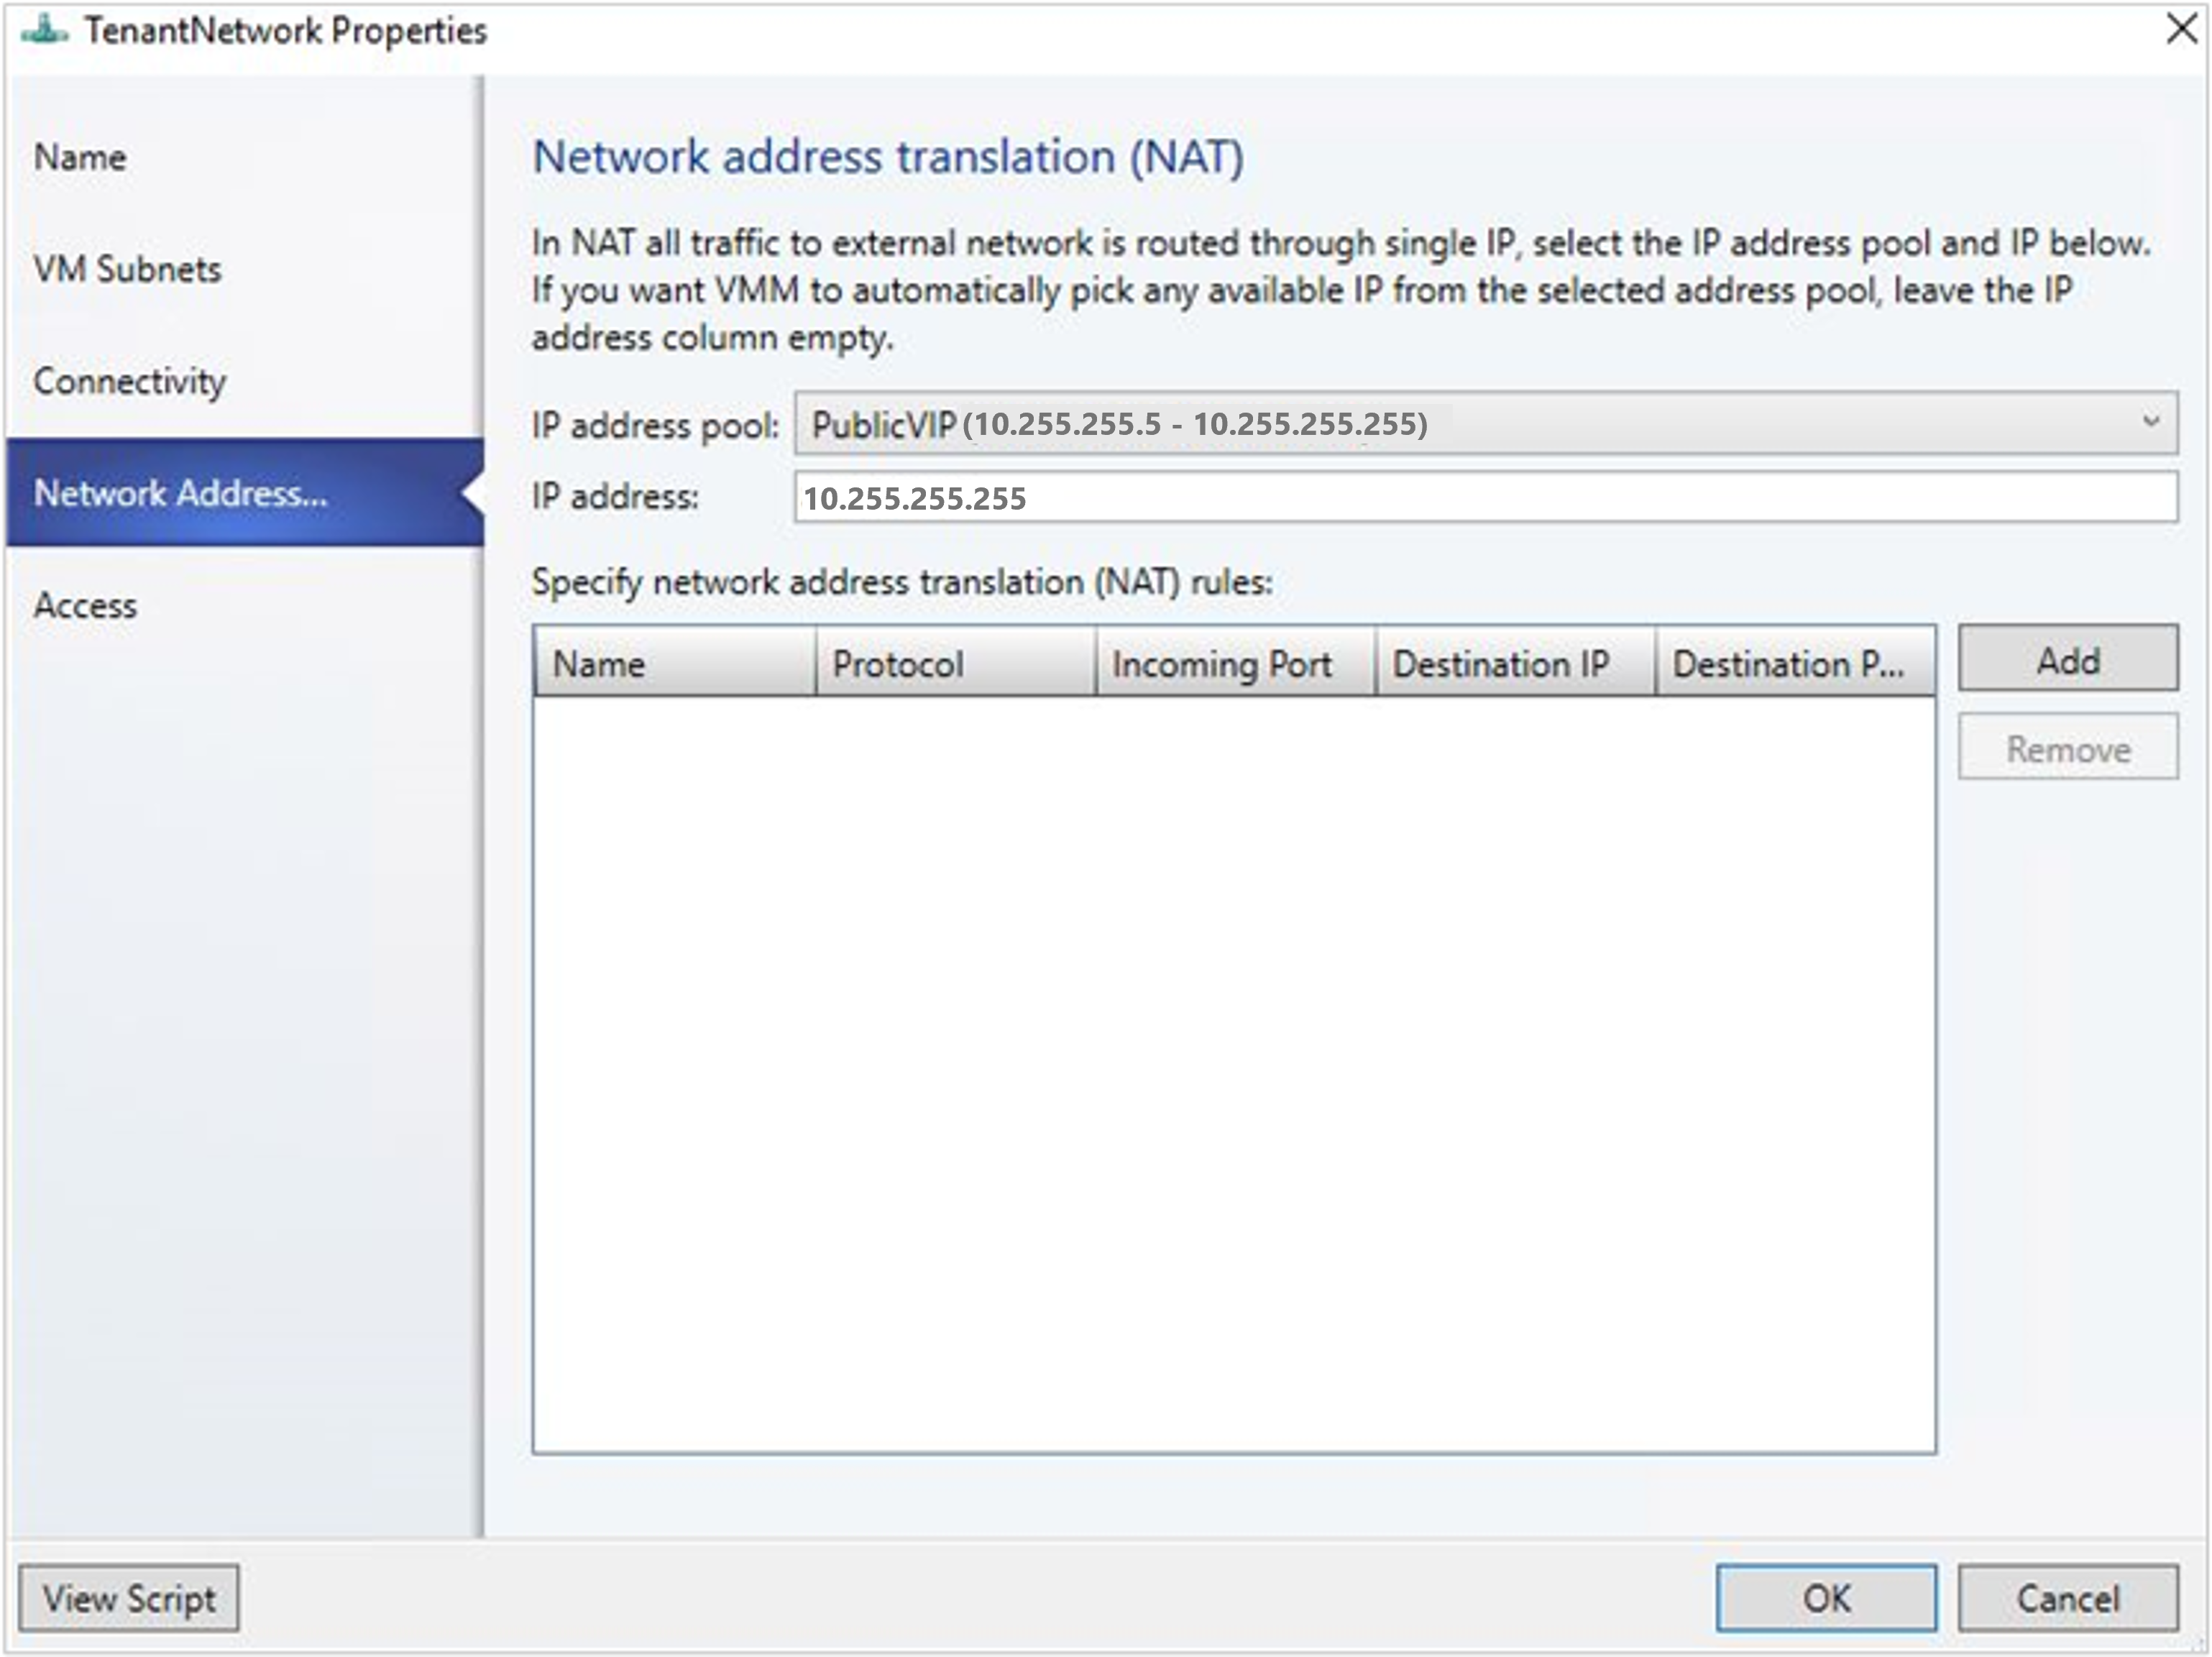 TenantNetwork Properties
Name
VM Subnets
Connectivity
Network Address...
Access
Network address translation (NAT)
In NAT all traffic to external network is routed through single IP, select the IP address pool and IP below.
If you want VMM to automatically pick any available IP from the selected address pool, leave the IP
address column empty.
IP address pool: PublicVIP (10.255.255.5 - 10.255.255.255)
IP address: 10.255.255.255
Specify network address translation (NAT) rules:
Name Protocol Incoming Port Destination IP Destination P... Add
Remove
View Script OK Cancel